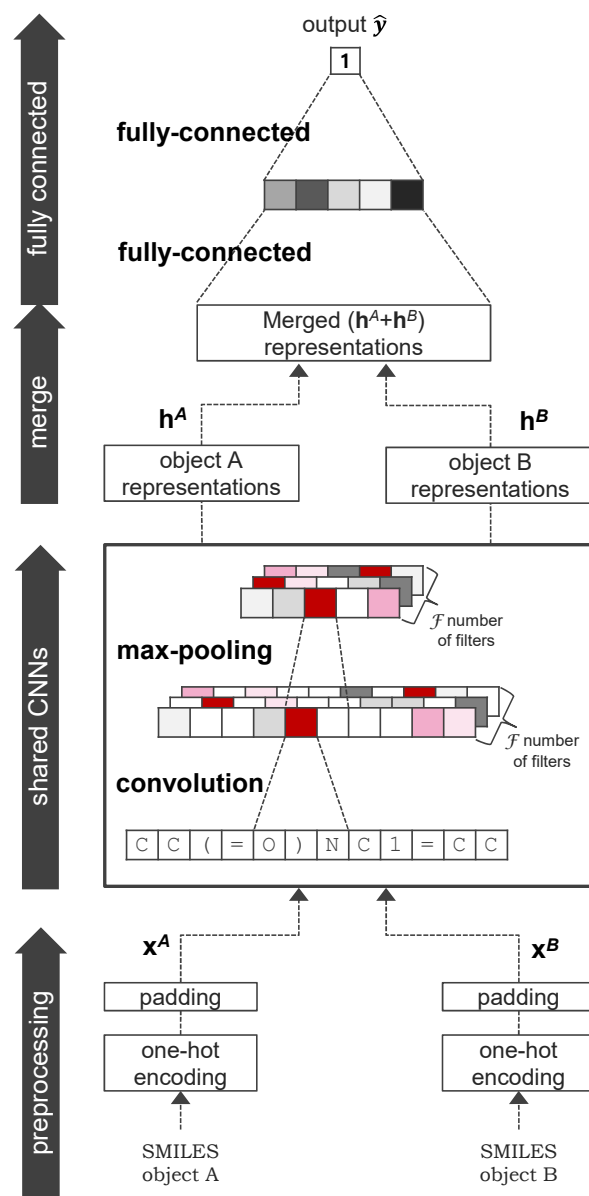 output ŷ
1
fully-connected
fully-connected
fully connected
Merged (h^A+h^B)
representations
merge
h^A
h^B
object A
representations
object B
representations
shared CNNs
ℱ number
of filters
max-pooling
ℱ number
of filters
convolution
C C ( = O ) N C 1 = C C
preprocessing
x^A
x^B
padding
padding
one-hot
encoding
one-hot
encoding
SMILES
object A
SMILES
object B